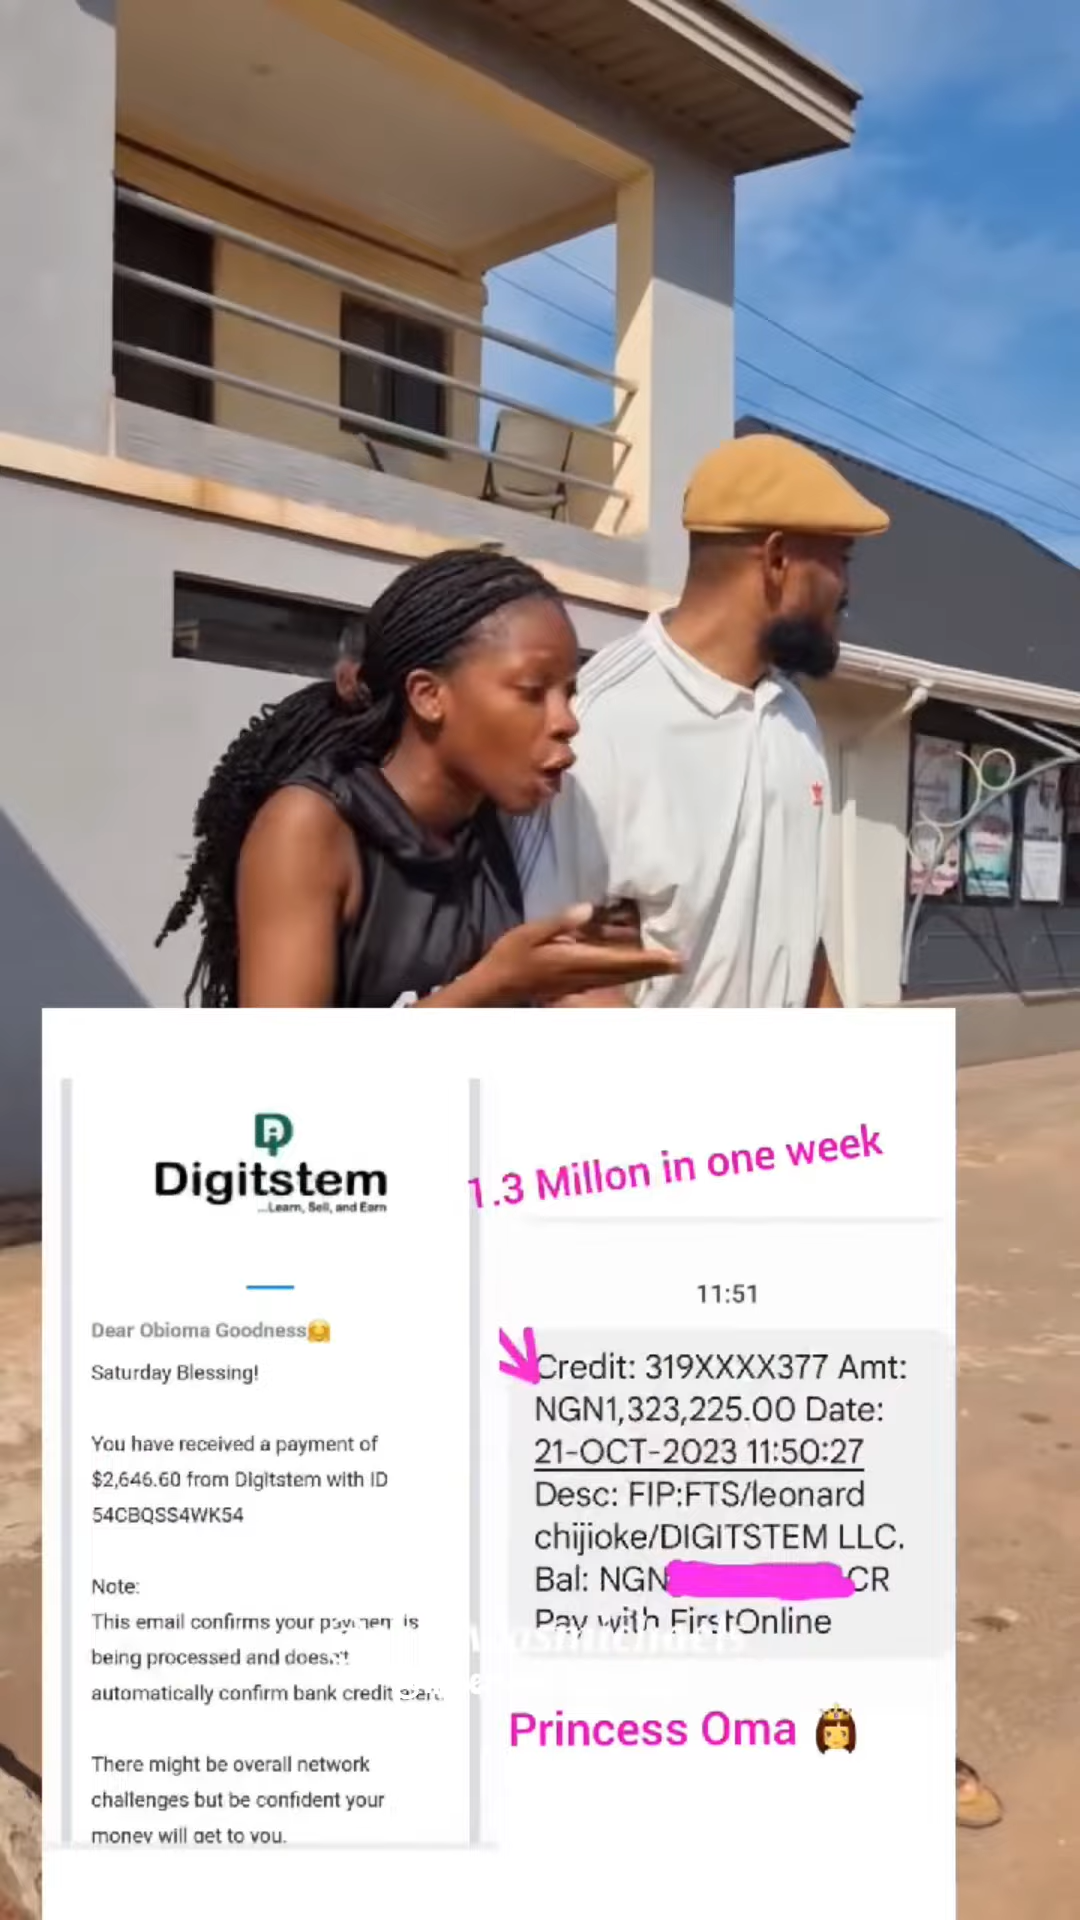 Digitstem
...Learn, Sell, and Earn
Dear Obioma Goodness🤗
Saturday Blessing!
You have received a payment of
$2,646.60 from Digitstem with ID
54CBQSS4WK54
Note:
This email confirms your payment is
being processed and doesn't
automatically confirm bank credit alert.
There might be overall network
challenges but be confident your
money will get to you.
1.3 Millon in one week
11:51
Credit: 319XXXX377 Amt:
NGN1,323,225.00 Date:
21-OCT-2023 11:50:27
Desc: FIP:FTS/leonard
chijioke/DIGITSTEM LLC.
Bal: NGN CR
Pay with FirstOnline
Princess Oma 👸